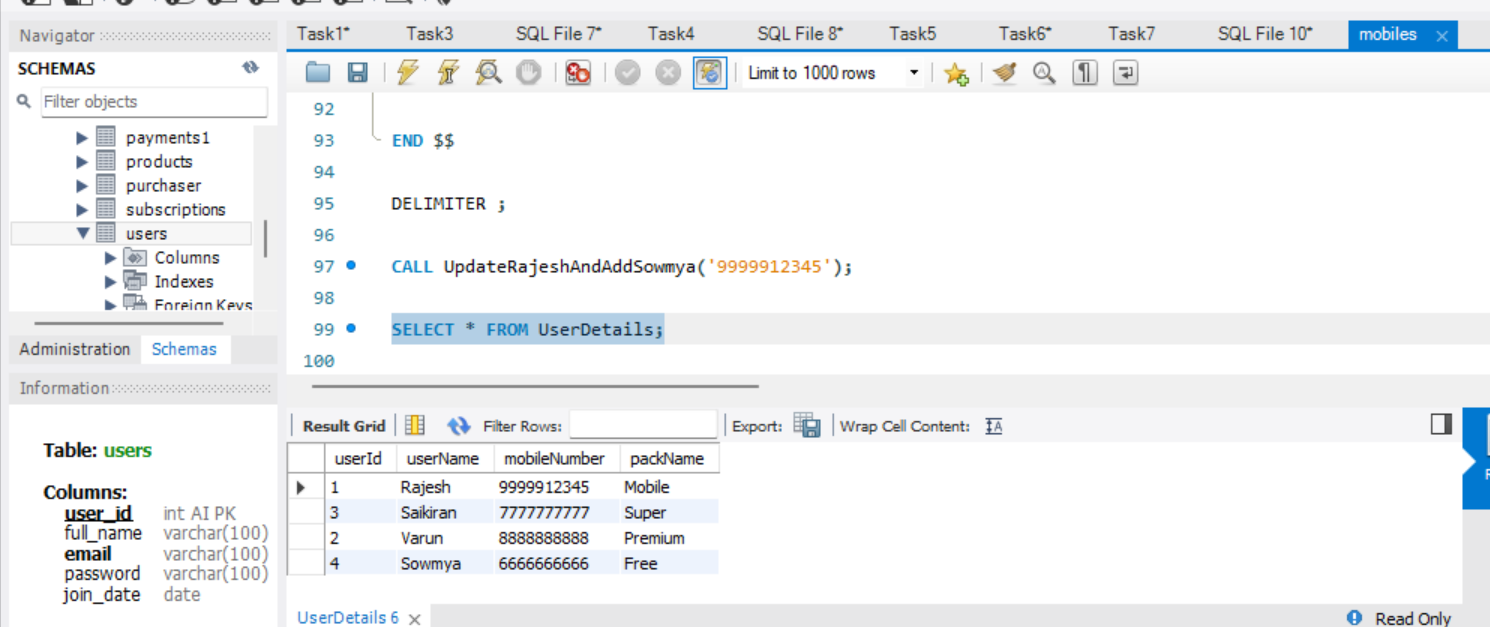 Navigator
Task1* Task3 SQL File 7* Task4 SQL File 8* Task5 Task6* Task7 SQL File 10* mobiles
SCHEMAS
Limit to 1000 rows
Filter objects
payments1
products
purchaser
subscriptions
users
Columns
Indexes
Foreign Keys
Administration Schemas
92
93 END $$
94
95 DELIMITER ;
96
97 CALL UpdateRajeshAndAddSowmya('9999912345');
98
99 SELECT * FROM UserDetails;
100
Information
Table: users
Columns:
user_id int AI PK
full_name varchar(100)
email varchar(100)
password varchar(100)
join_date date
Result Grid Filter Rows: Export: Wrap Cell Content:
userId userName mobileNumber packName
1 Rajesh 9999912345 Mobile
3 Saikiran 7777777777 Super
2 Varun 8888888888 Premium
4 Sowmya 6666666666 Free
UserDetails 6
Read Only